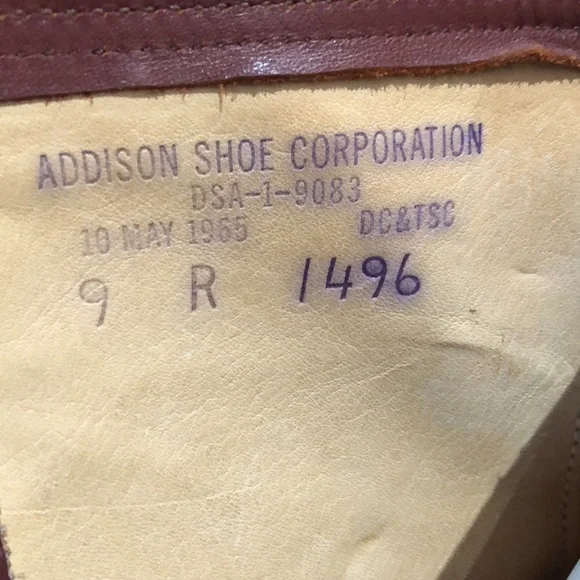 ADDISON SHOE CORPORATION
DSA-1-9083
10 MAY 1965 DC&TSC
9 R 1496